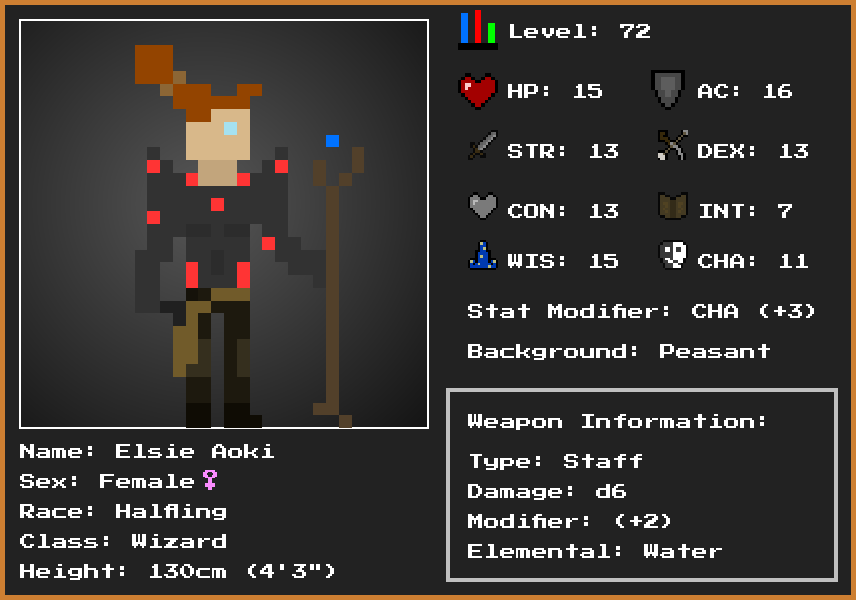 Level: 72
HP: 15
AC: 16
STR: 13
DEX: 13
CON: 13
INT: 7
WIS: 15
CHA: 11
Stat Modifier: CHA (+3)
Background: Peasant
Weapon Information:
Type: Staff
Damage: d6
Modifier: (+2)
Elemental: Water
Name: Elsie Aoki
Sex: Female♀
Race: Halfling
Class: Wizard
Height: 130cm (4'3")